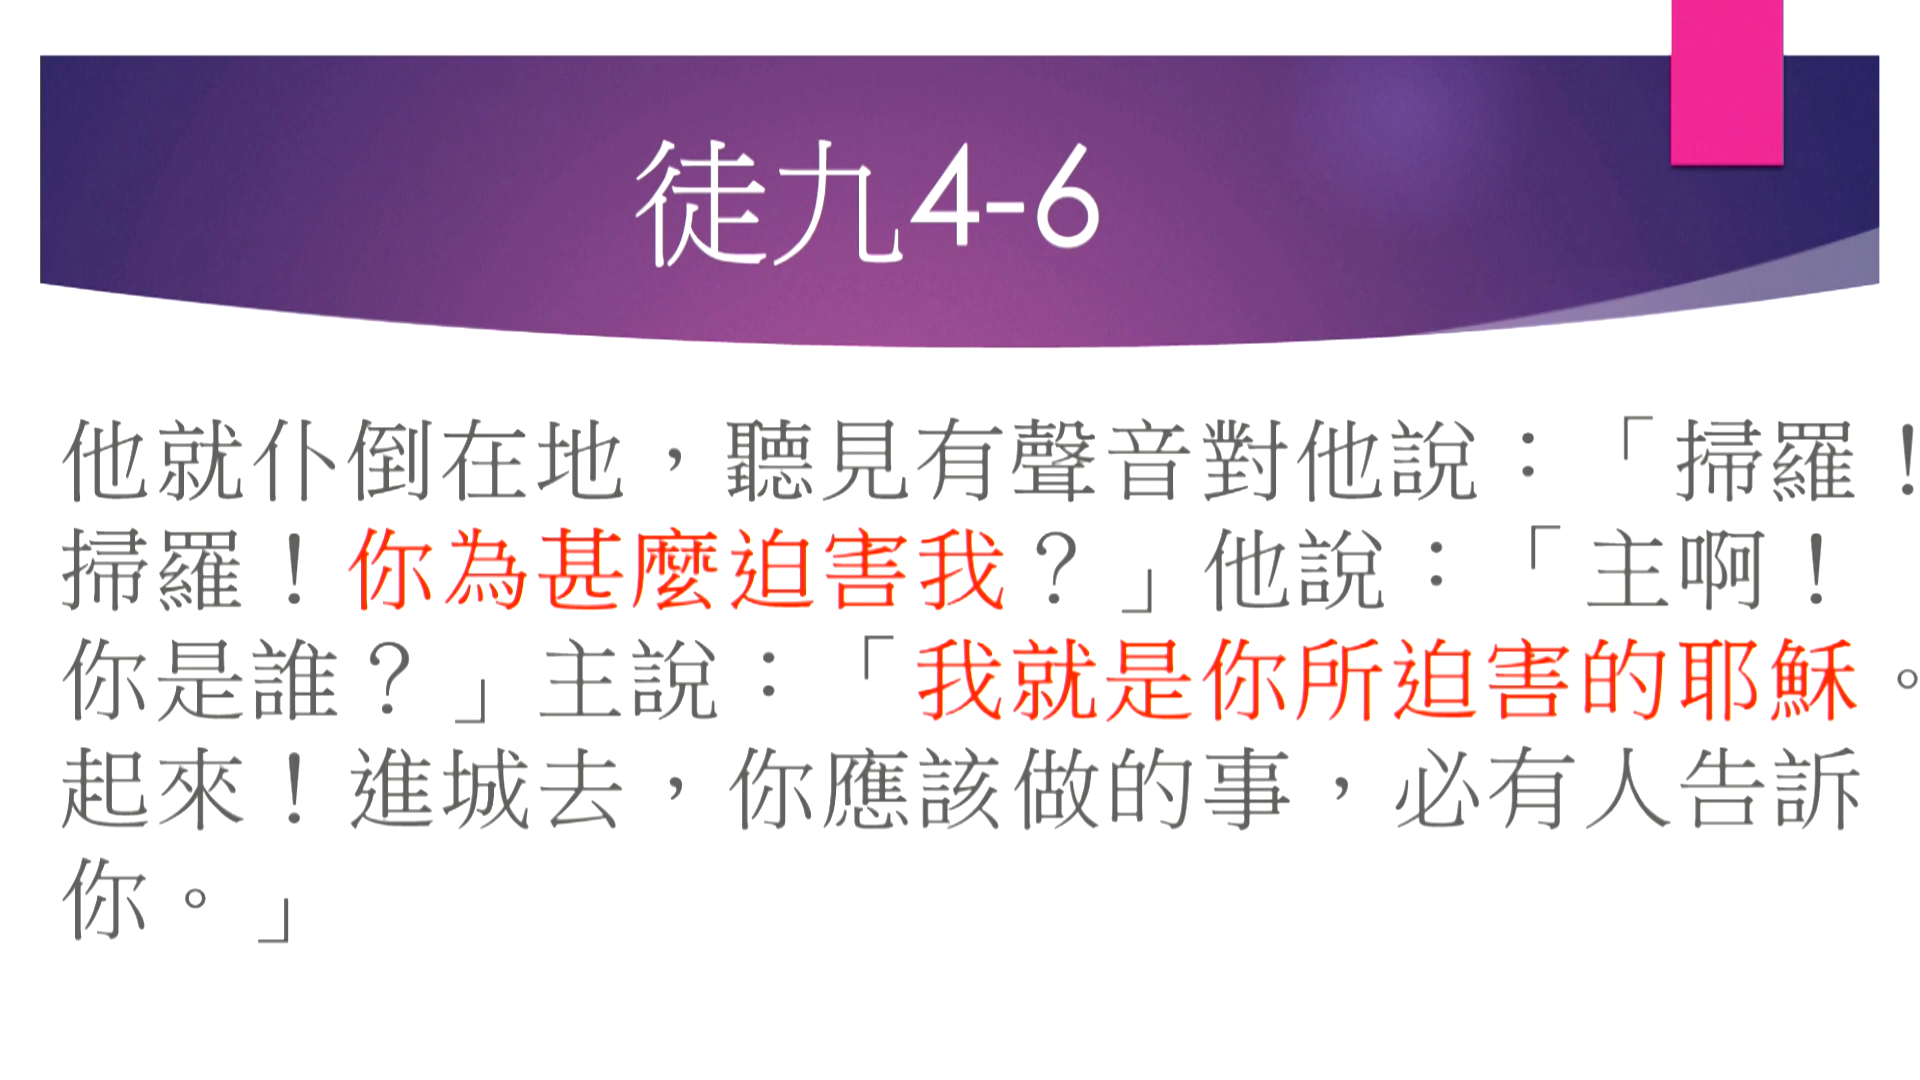 徒九4-6
他就仆倒在地，聽見有聲音對他說：「掃羅！
掃羅！你為甚麼迫害我？」他說：「主啊！
你是誰？」主說：「我就是你所迫害的耶穌。
起來！進城去，你應該做的事，必有人告訴
你。」